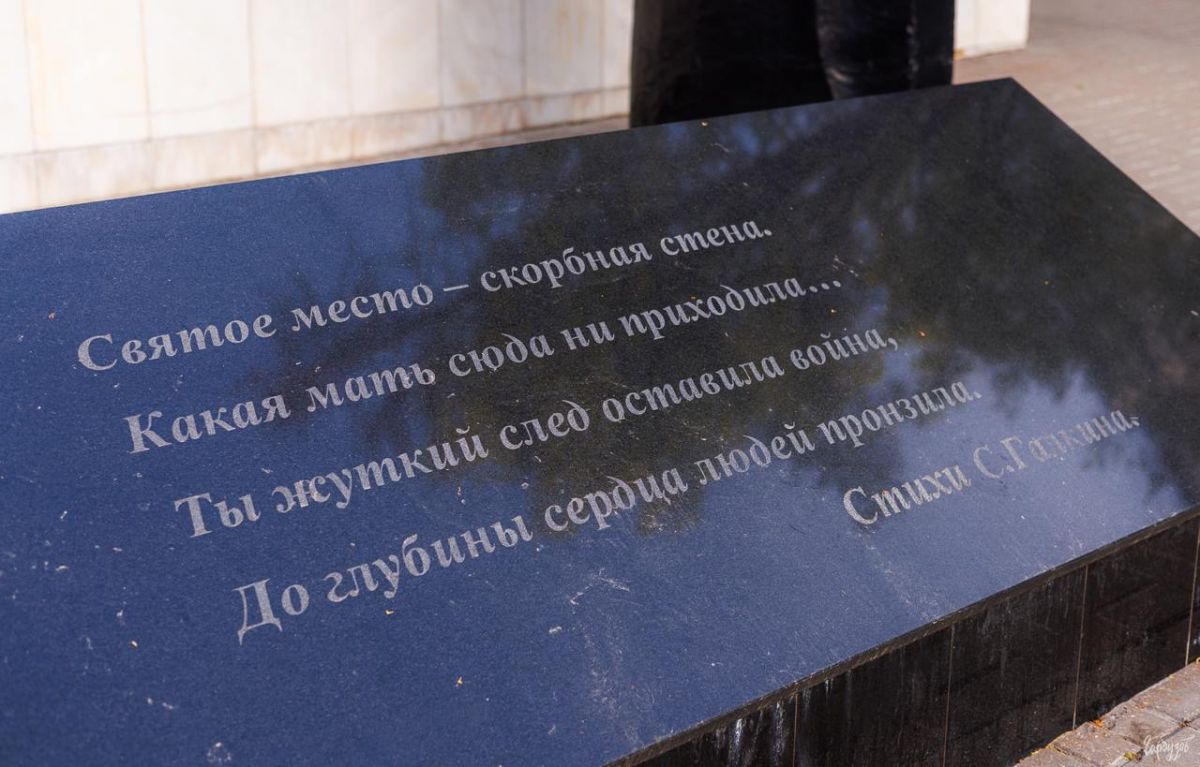 Святое место – скорбная стена.
Какая мать сюда ни приходила...
Ты жуткий след оставила война,
До глубины сердца людей пронзила.
Стихи С.Галкина.